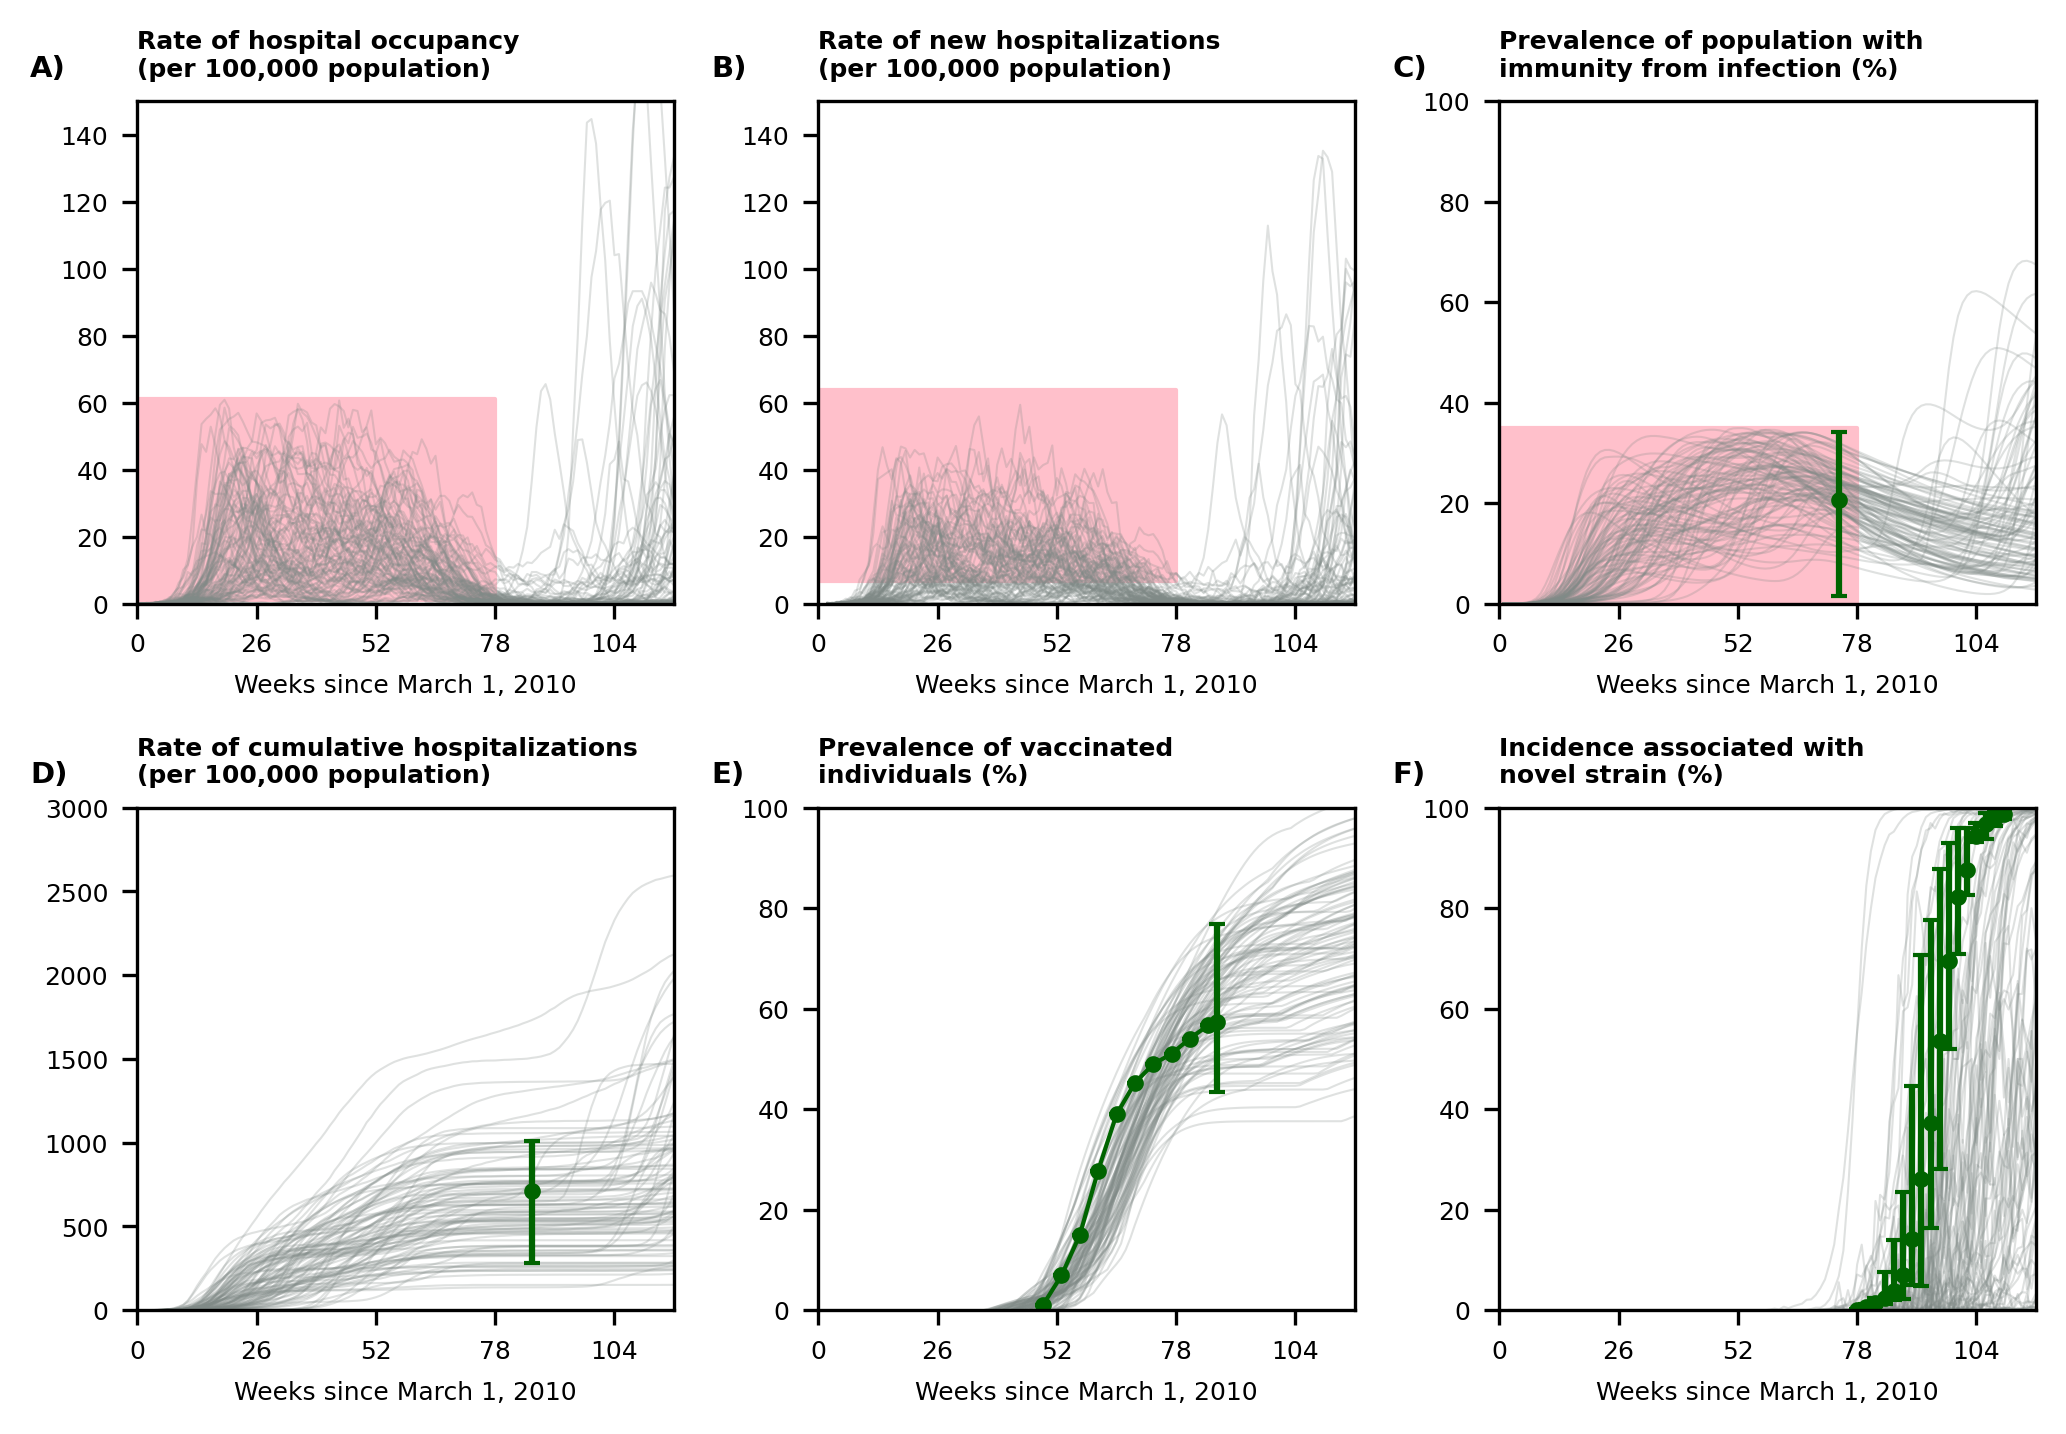 A)
Rate of hospital occupancy
(per 100,000 population)
140
120
100
80
60
40
20
0
0 26 52 78 104
Weeks since March 1, 2010
B)
Rate of new hospitalizations
(per 100,000 population)
140
120
100
80
60
40
20
0
0 26 52 78 104
Weeks since March 1, 2010
C)
Prevalence of population with
immunity from infection (%)
100
80
60
40
20
0
0 26 52 78 104
Weeks since March 1, 2010
D)
Rate of cumulative hospitalizations
(per 100,000 population)
3000
2500
2000
1500
1000
500
0
0 26 52 78 104
Weeks since March 1, 2010
E)
Prevalence of vaccinated
individuals (%)
100
80
60
40
20
0
0 26 52 78 104
Weeks since March 1, 2010
F)
Incidence associated with
novel strain (%)
100
80
60
40
20
0
0 26 52 78 104
Weeks since March 1, 2010